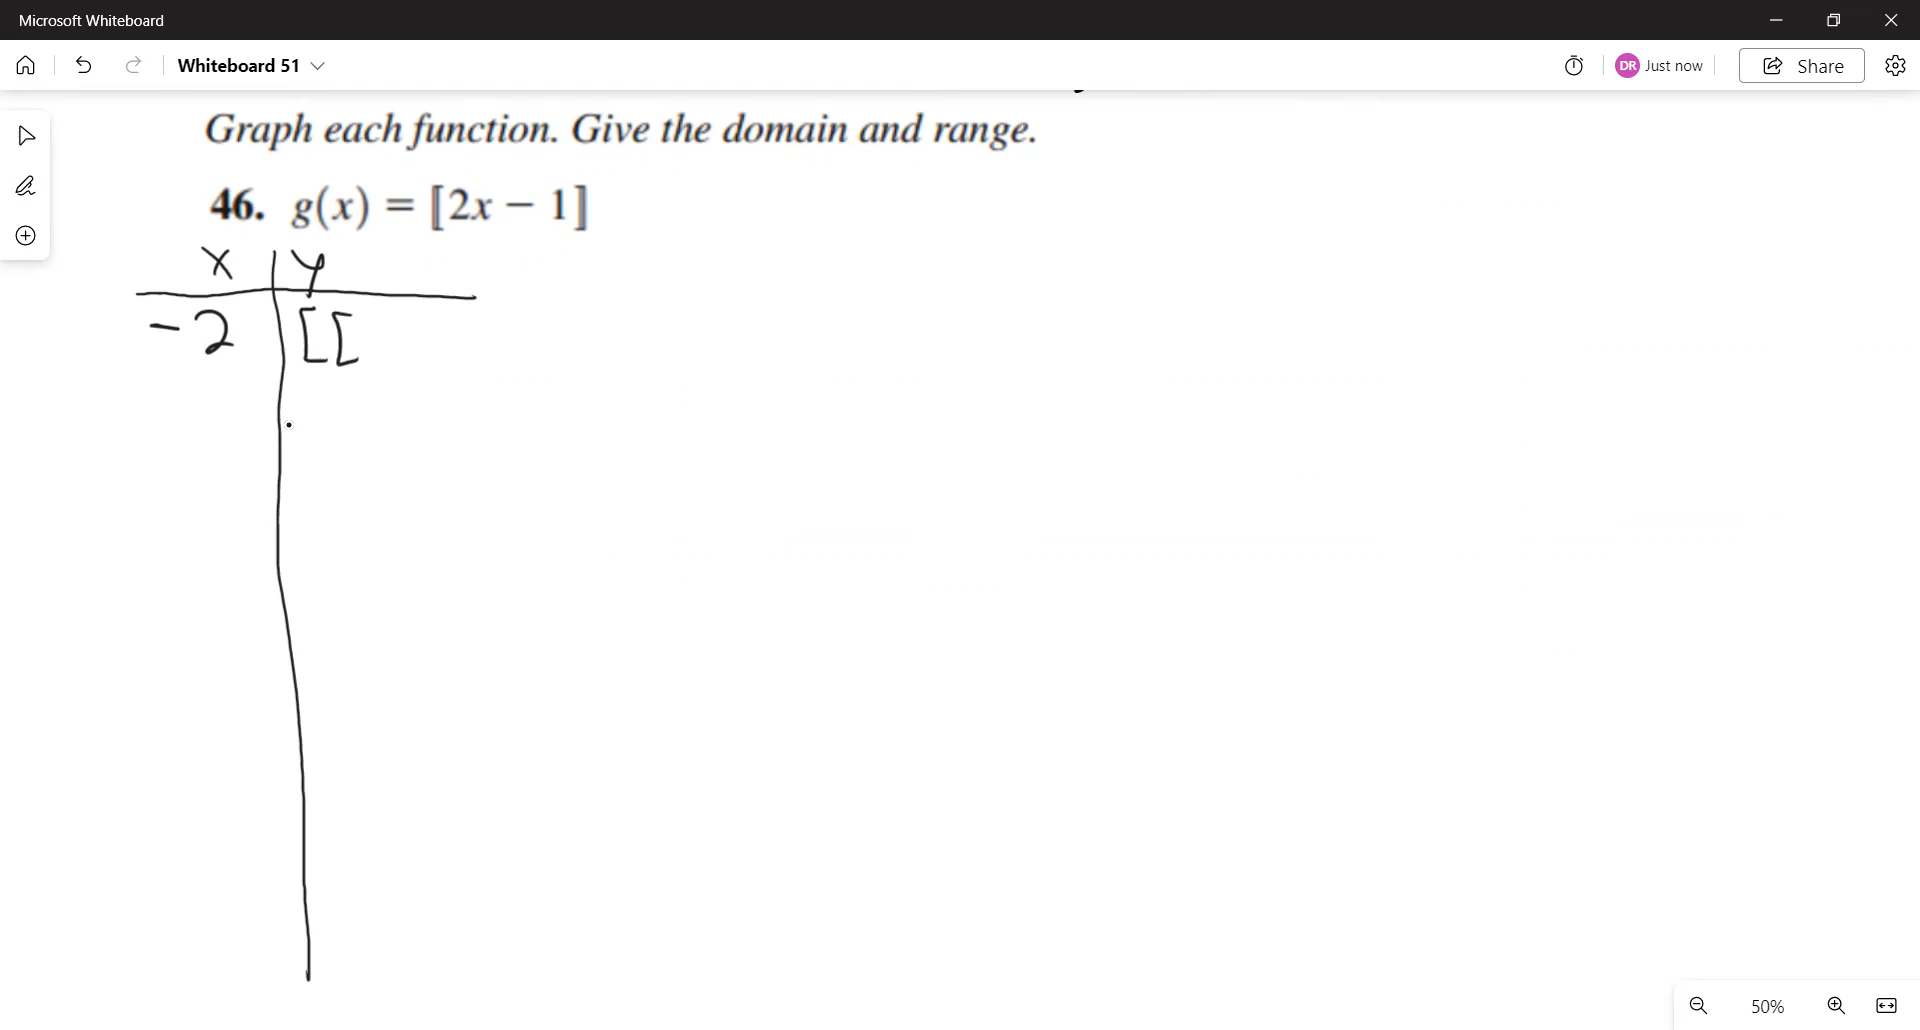 Microsoft Whiteboard
Whiteboard 51
DR Just now
Share
Graph each function. Give the domain and range.
46. g(x) = ⟦2x − 1⟧
x y
-2 [[
50%